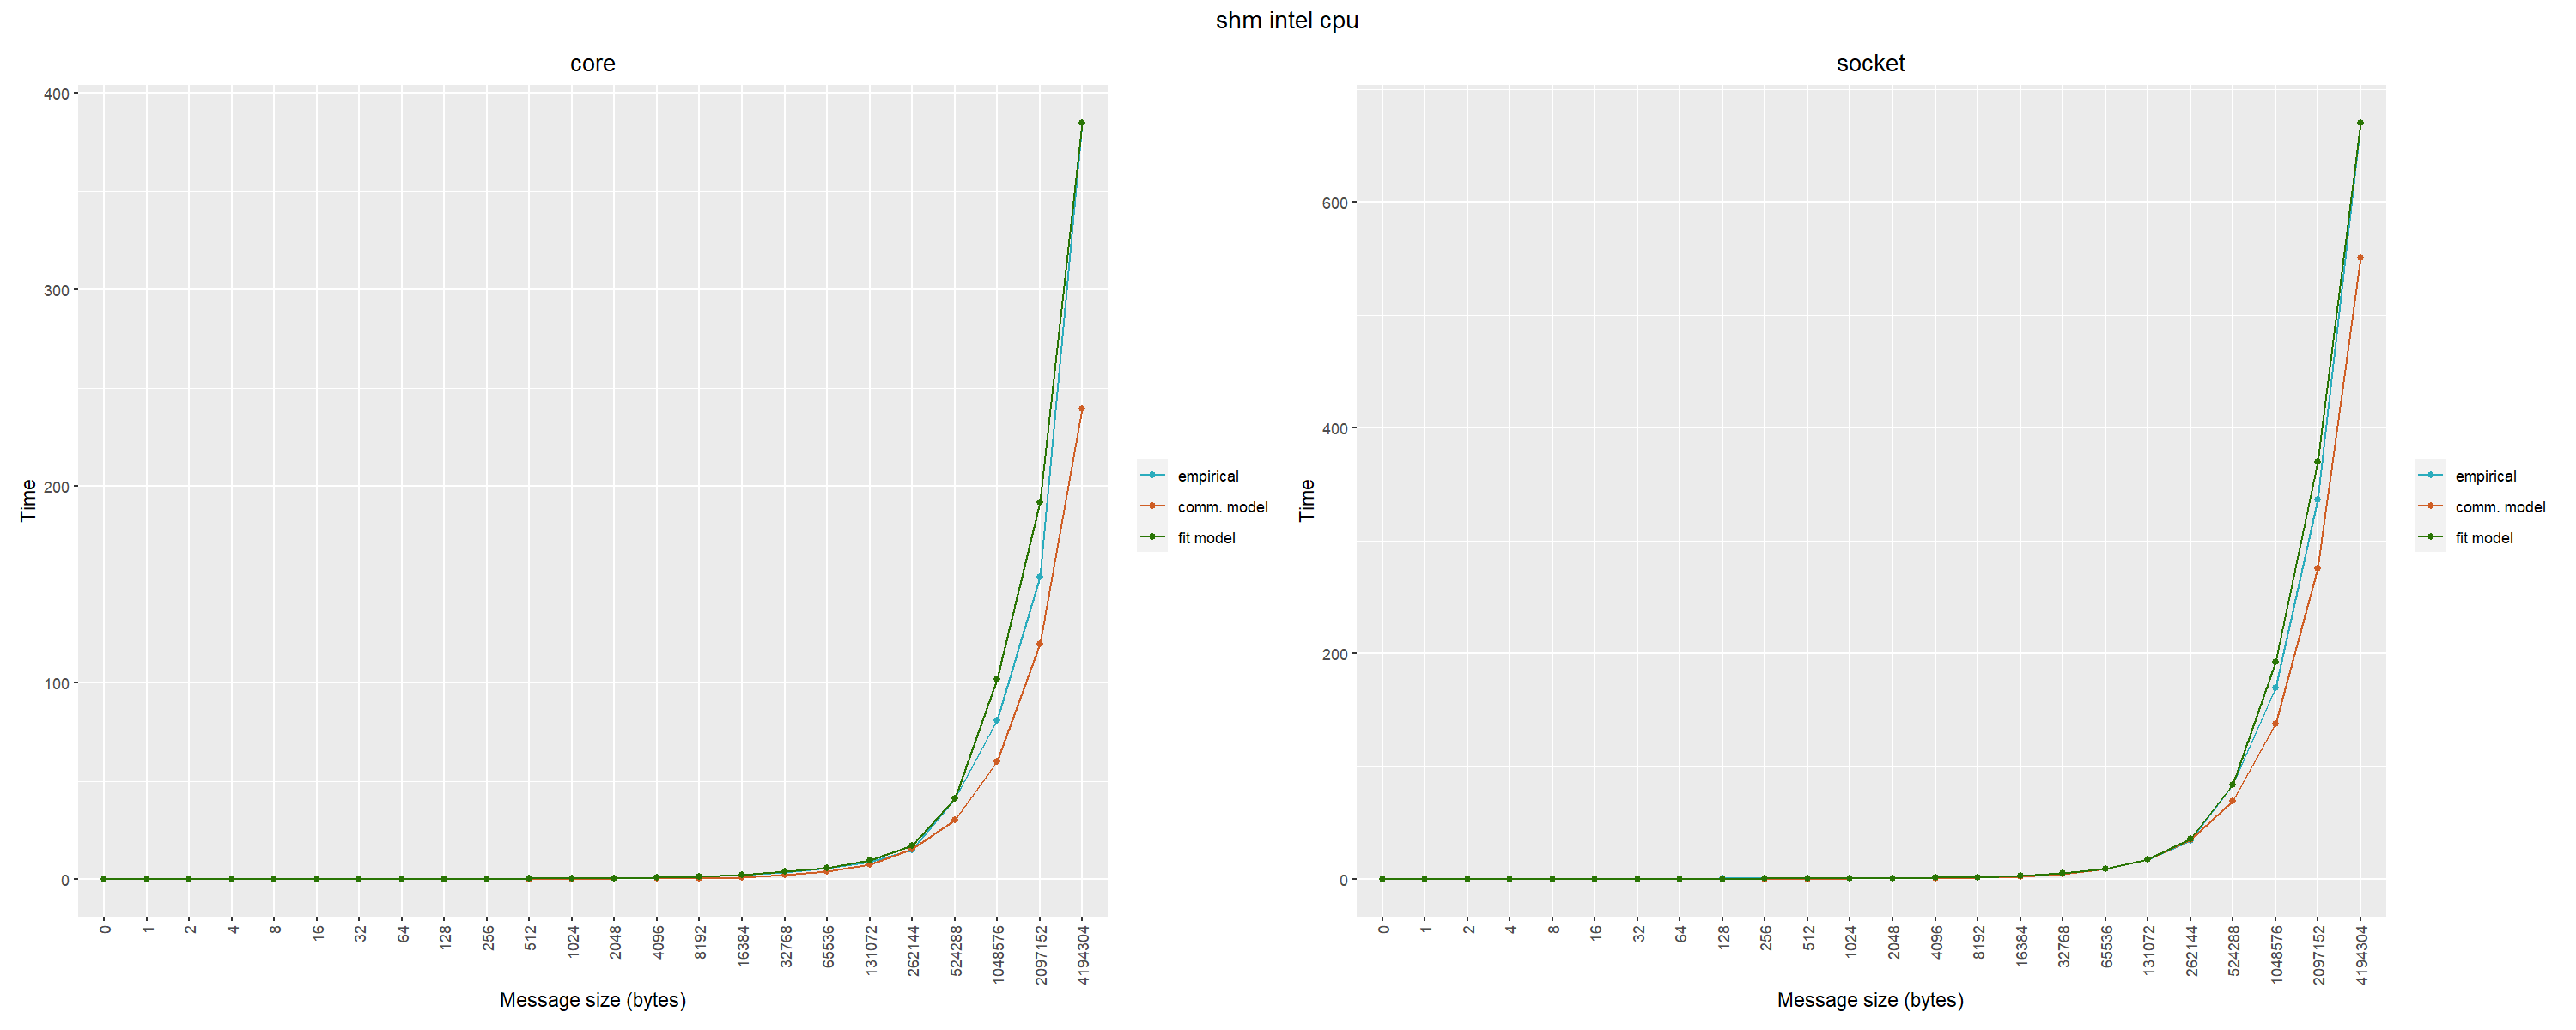 shm intel cpu
core
400
300
200
100
0
Time
0 1 2 4 8 16 32 64 128 256 512 1024 2048 4096 8192 16384 32768 65536 131072 262144 524288 1048576 2097152 4194304
Message size (bytes)
empirical
comm. model
fit model
socket
600
400
200
0
Time
0 1 2 4 8 16 32 64 128 256 512 1024 2048 4096 8192 16384 32768 65536 131072 262144 524288 1048576 2097152 4194304
Message size (bytes)
empirical
comm. model
fit model